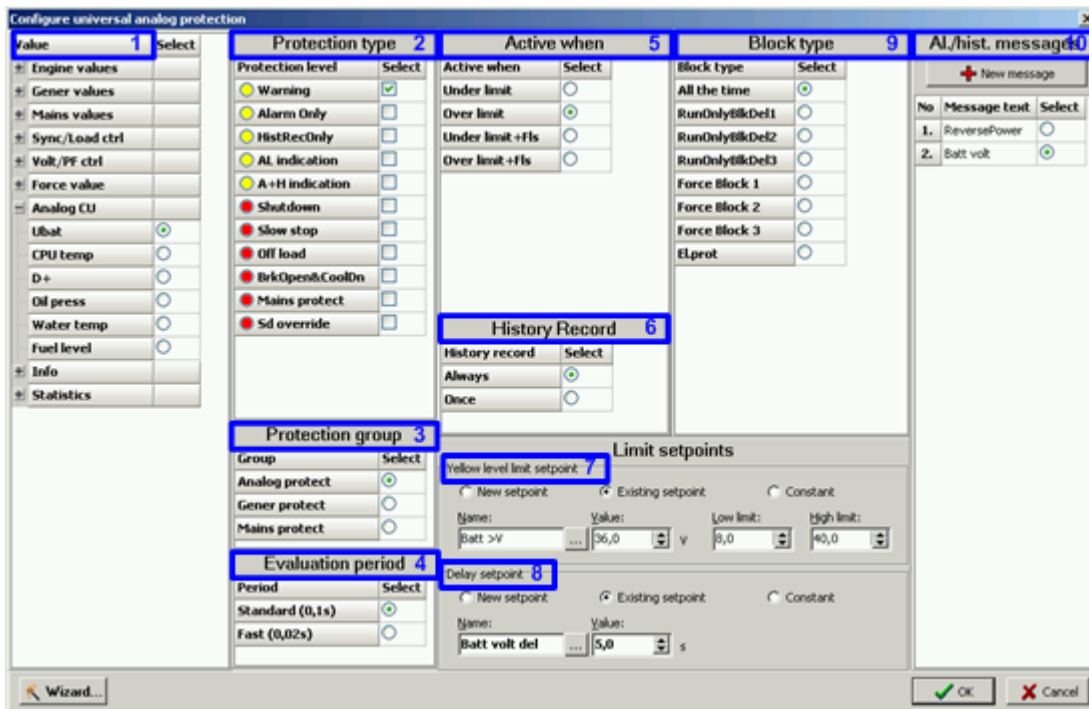 Configure universal analog protection
Value 1 Select
Engine values
Gener values
Mains values
Sync/Load ctrl
Volt/PF ctrl
Force value
Analog CU
Ubat
CPU temp
D+
Oil press
Water temp
Fuel level
Info
Statistics
Protection type 2
Protection level Select
Warning
Alarm Only
HistRecOnly
AL indication
A+H indication
Shutdown
Slow stop
Off load
BrkOpen&CoolDn
Mains protect
Sd override
Protection group 3
Group Select
Analog protect
Gener protect
Mains protect
Evaluation period 4
Period Select
Standard (0,1s)
Fast (0,02s)
Active when 5
Active when Select
Under limit
Over limit
Under limit+Fls
Over limit+Fls
History Record 6
History record Select
Always
Once
Block type 9
Block type Select
All the time
RunOnlyBlkDel1
RunOnlyBlkDel2
RunOnlyBlkDel3
Force Block 1
Force Block 2
Force Block 3
El.prot
Al./hist. messages 10
New message
No Message text Select
1. ReversePower
2. Batt volt
Limit setpoints
Yellow level limit setpoint 7
New setpoint Existing setpoint Constant
Name: Value: Low limit: High limit:
Batt >V ... 36,0 V 8,0 40,0
Delay setpoint 8
New setpoint Existing setpoint Constant
Name: Value:
Batt volt del ... 5,0 s
Wizard... OK Cancel